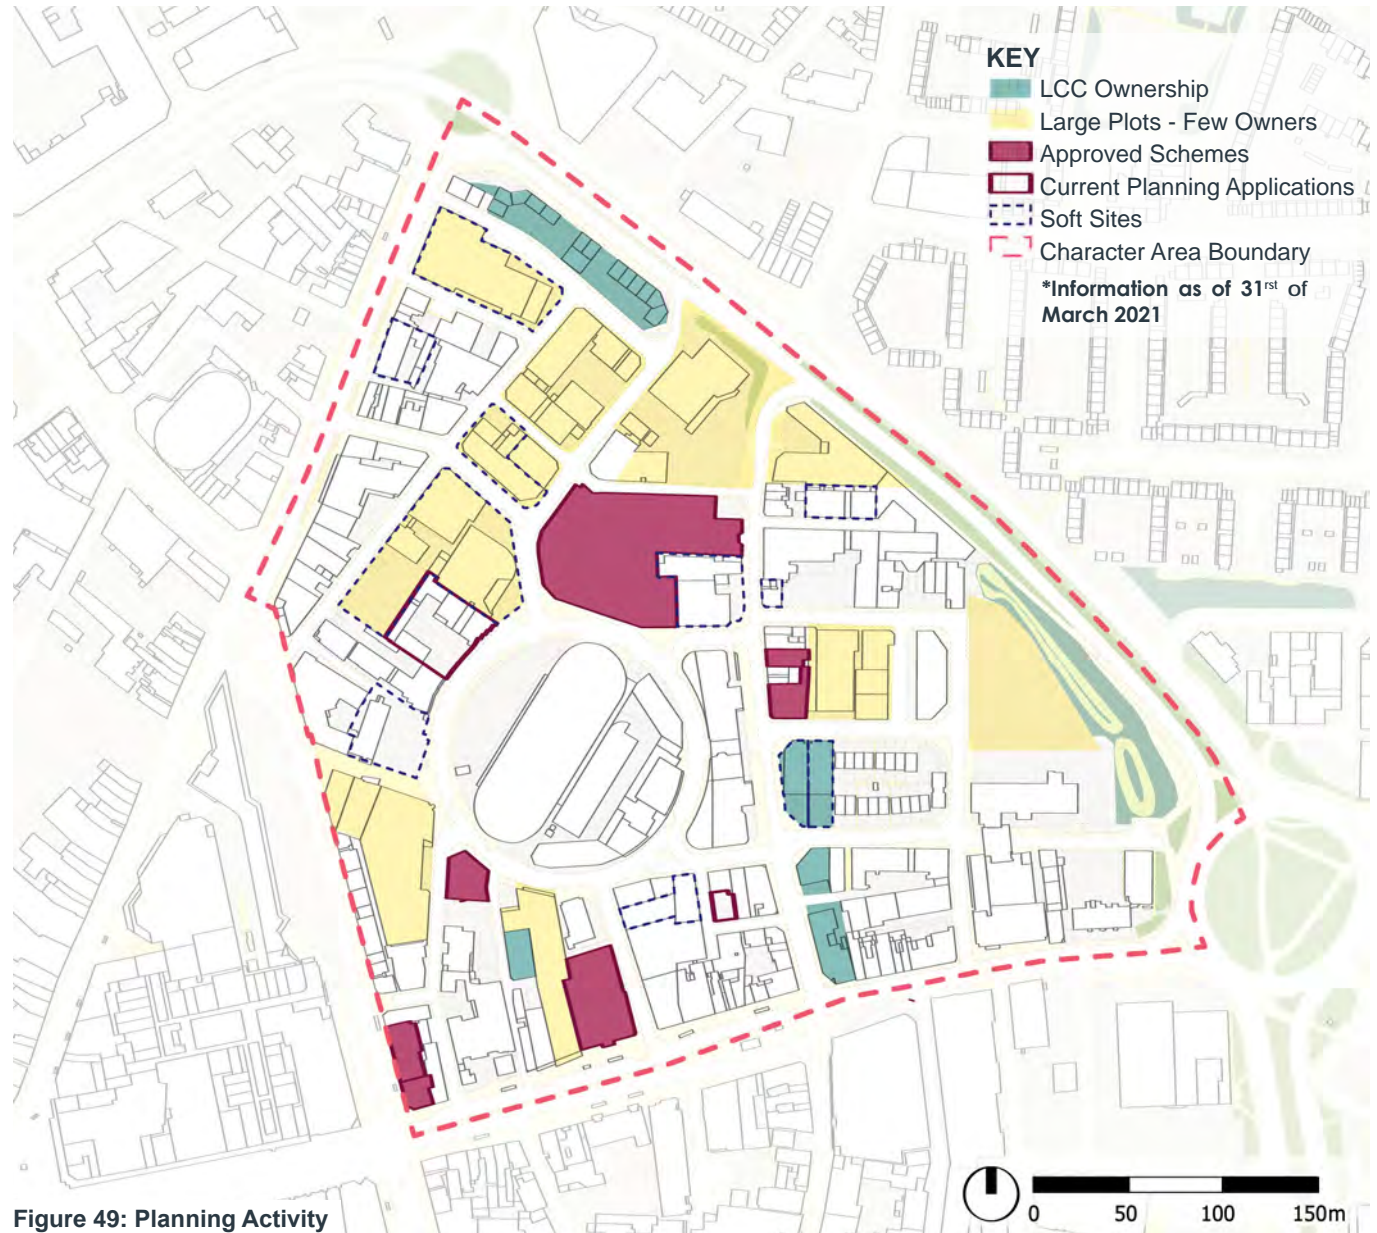 KEY
LCC Ownership
Large Plots - Few Owners
Approved Schemes
Current Planning Applications
Soft Sites
Character Area Boundary
*Information as of 31rst of
March 2021
0 50 100 150m
Figure 49: Planning Activity